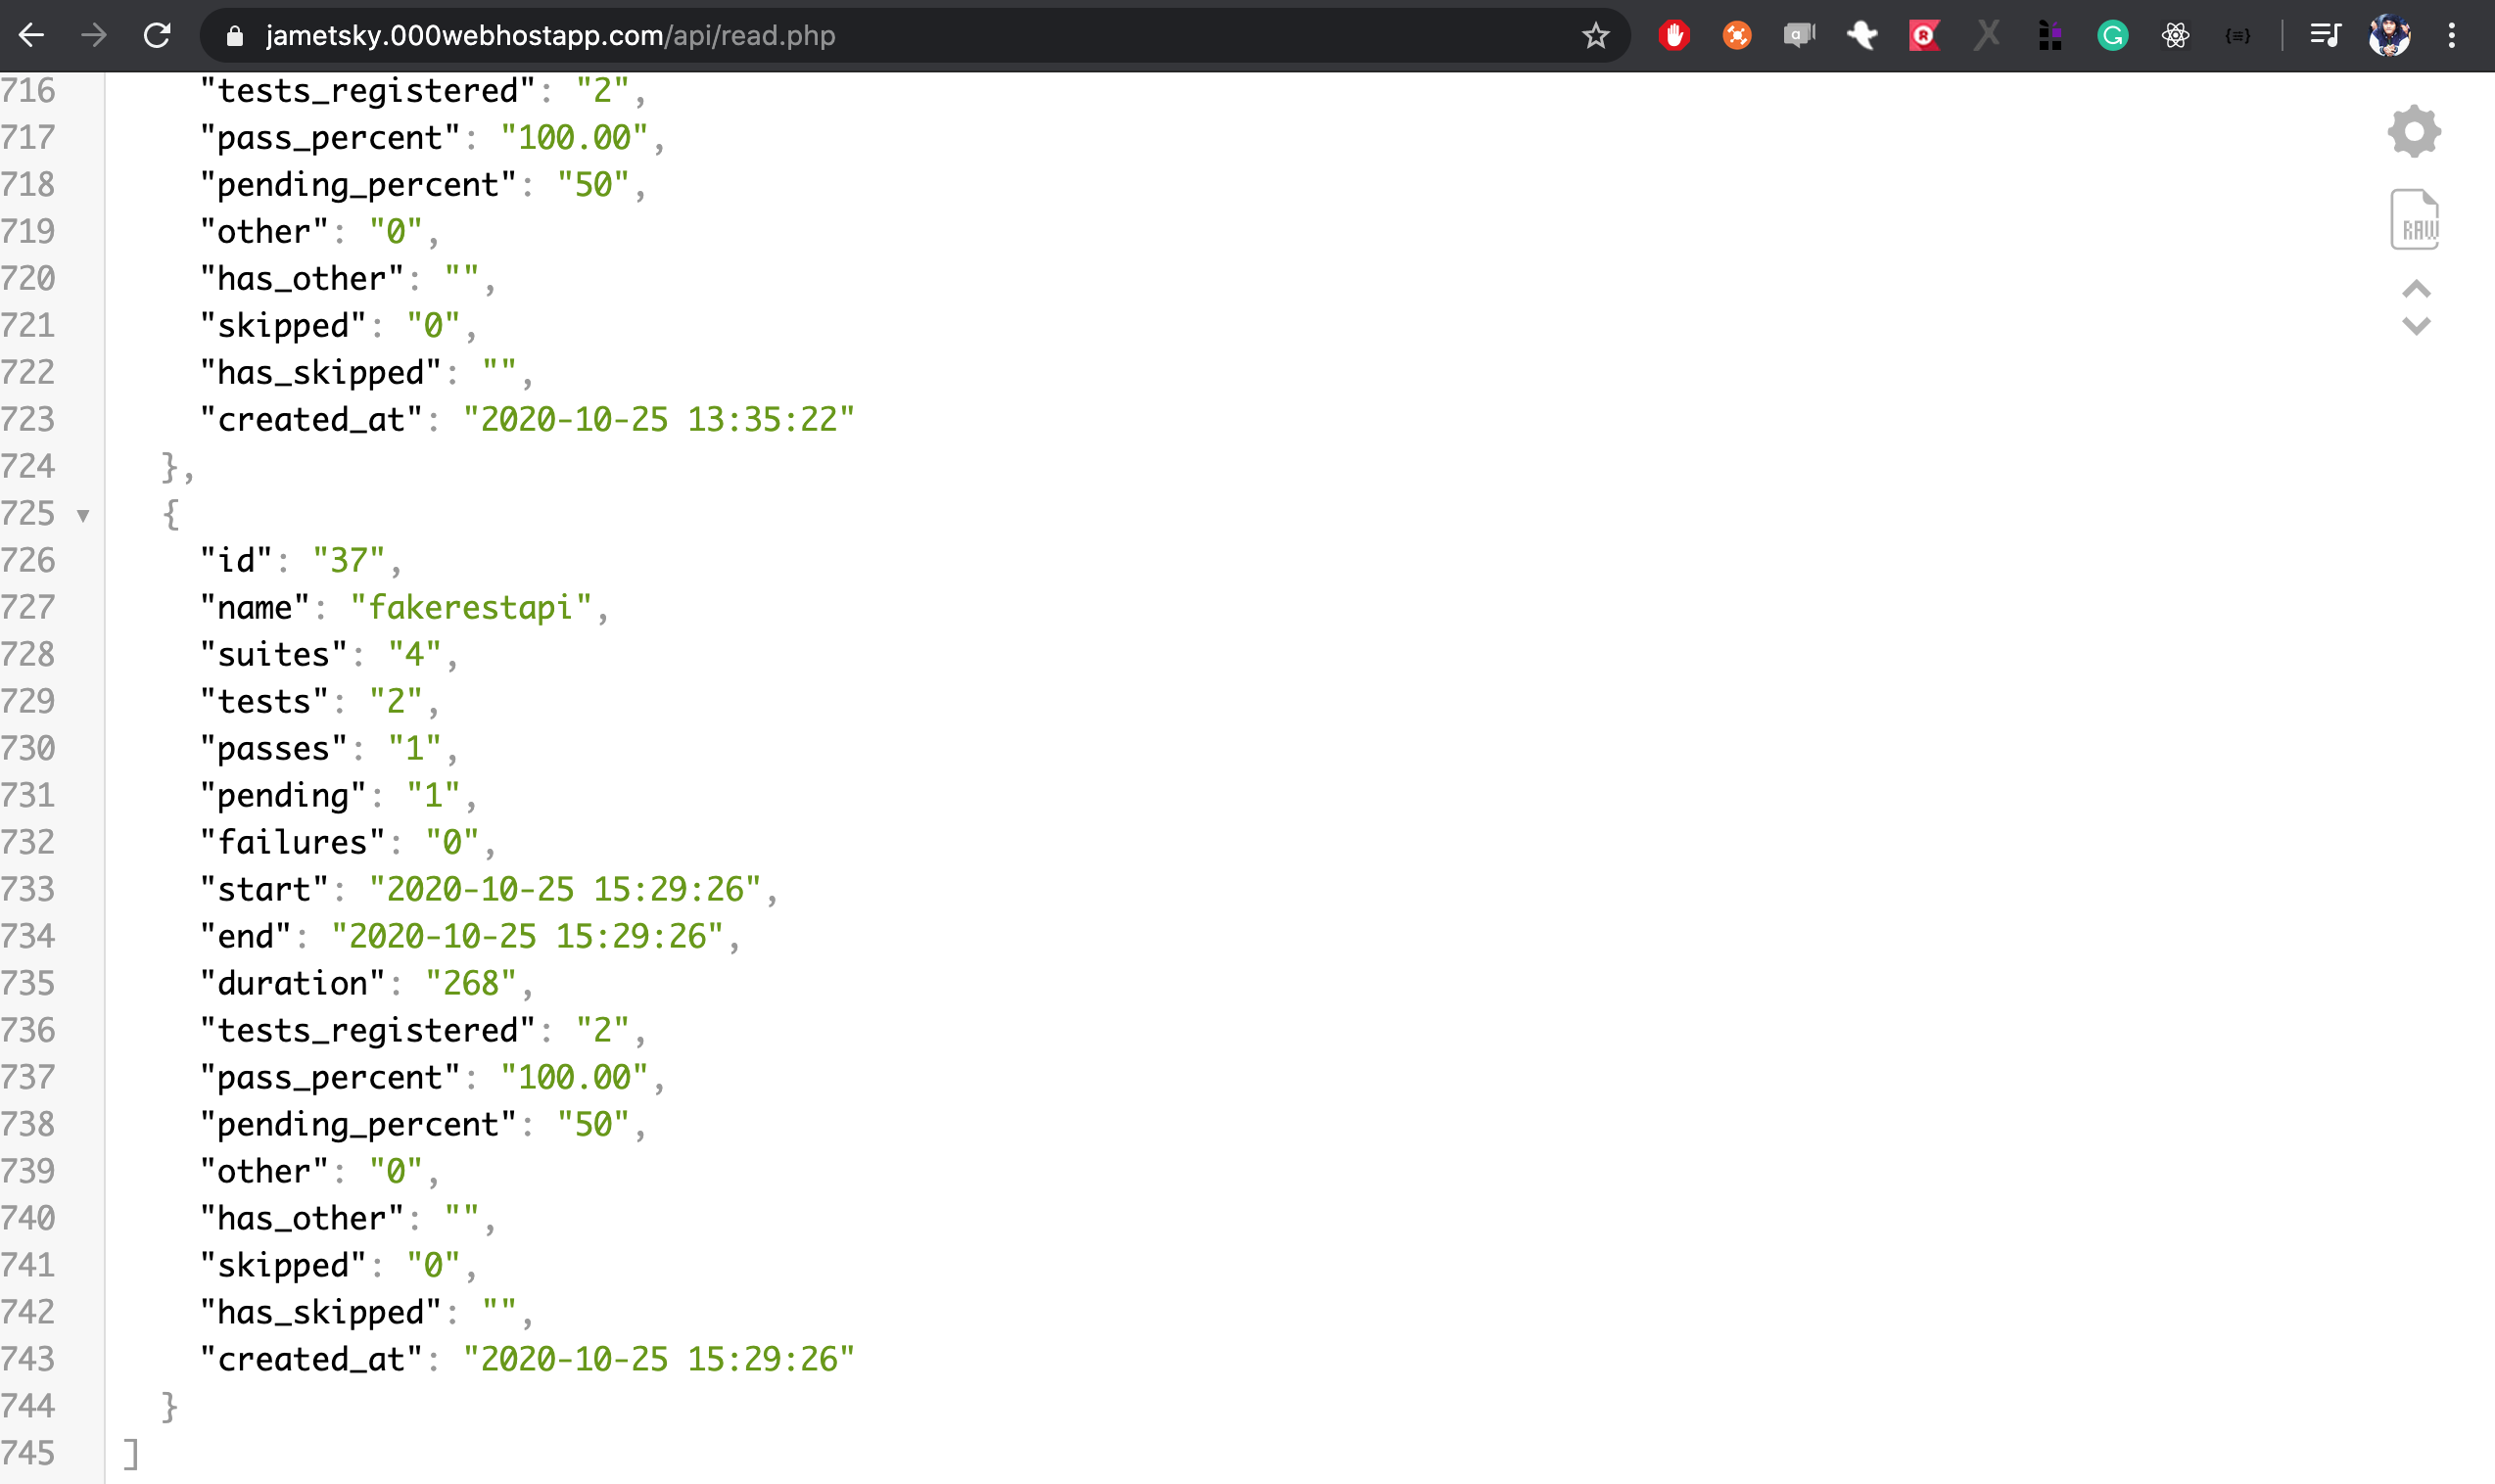 jametsky.000webhostapp.com/api/read.php
716 "tests_registered": "2",
717 "pass_percent": "100.00",
718 "pending_percent": "50",
719 "other": "0",
720 "has_other": "",
721 "skipped": "0",
722 "has_skipped": "",
723 "created_at": "2020-10-25 13:35:22"
724 },
725 ▼ {
726 "id": "37",
727 "name": "fakerestapi",
728 "suites": "4",
729 "tests": "2",
730 "passes": "1",
731 "pending": "1",
732 "failures": "0",
733 "start": "2020-10-25 15:29:26",
734 "end": "2020-10-25 15:29:26",
735 "duration": "268",
736 "tests_registered": "2",
737 "pass_percent": "100.00",
738 "pending_percent": "50",
739 "other": "0",
740 "has_other": "",
741 "skipped": "0",
742 "has_skipped": "",
743 "created_at": "2020-10-25 15:29:26"
744 }
745 ]
RAW